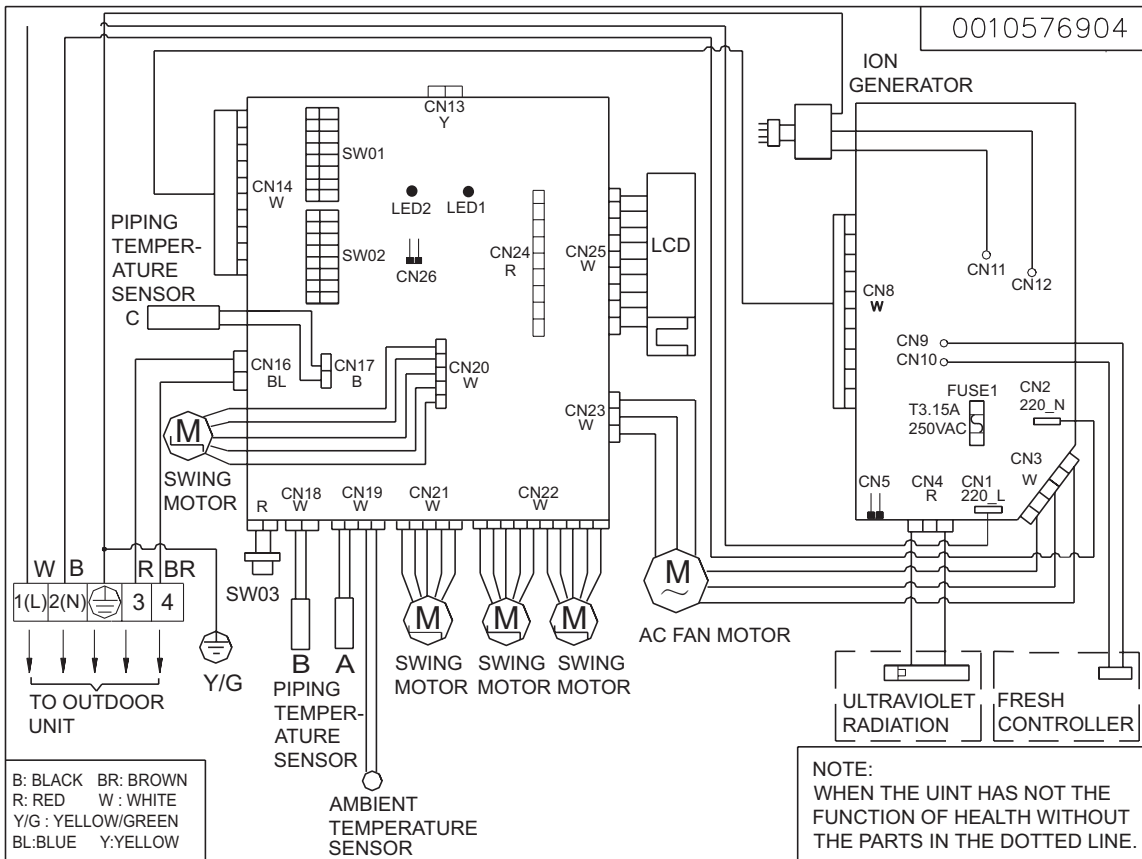 0010576904
ION
GENERATOR
CN13
Y
SW01
CN14
W
LED2
LED1
SW02
CN26
CN24
R
CN25
W
LCD
CN11
CN12
CN8
W
PIPING
TEMPER-
ATURE
SENSOR
C
CN16
BL
CN17
B
CN20
W
CN23
W
CN9
CN10
FUSE1
T3.15A
250VAC
CN2
220_N
CN3
W
CN5
CN4
R
CN1
220_L
M
SWING
MOTOR
R
CN18
W
CN19
W
CN21
W
CN22
W
SW03
W B R BR
1(L) 2(N) 3 4
TO OUTDOOR
UNIT
Y/G
B
A
PIPING
TEMPER-
ATURE
SENSOR
M
SWING
MOTOR
M
SWING
MOTOR
M
SWING
MOTOR
M
~
AC FAN MOTOR
ULTRAVIOLET
RADIATION
FRESH
CONTROLLER
AMBIENT
TEMPERATURE
SENSOR
B: BLACK BR: BROWN
R: RED W : WHITE
Y/G : YELLOW/GREEN
BL:BLUE Y:YELLOW
NOTE:
WHEN THE UINT HAS NOT THE
FUNCTION OF HEALTH WITHOUT
THE PARTS IN THE DOTTED LINE.